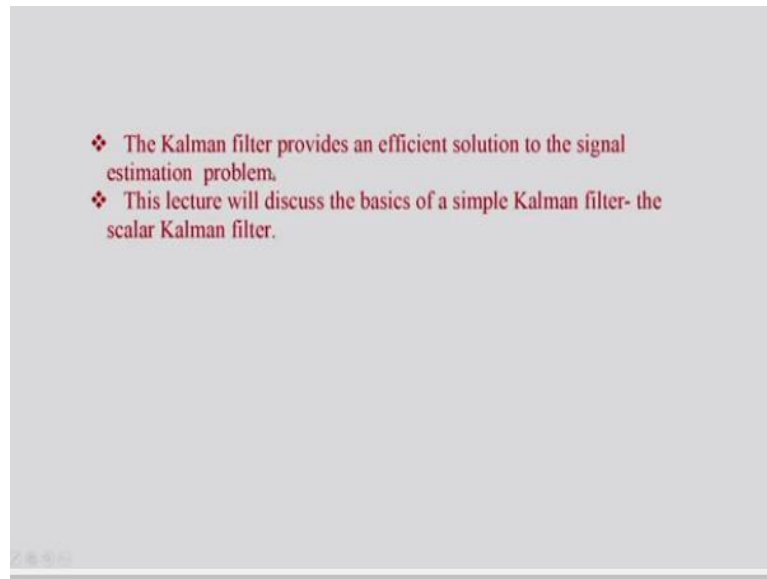 ❖ The Kalman filter provides an efficient solution to the signal
estimation problem.
❖ This lecture will discuss the basics of a simple Kalman filter- the
scalar Kalman filter.